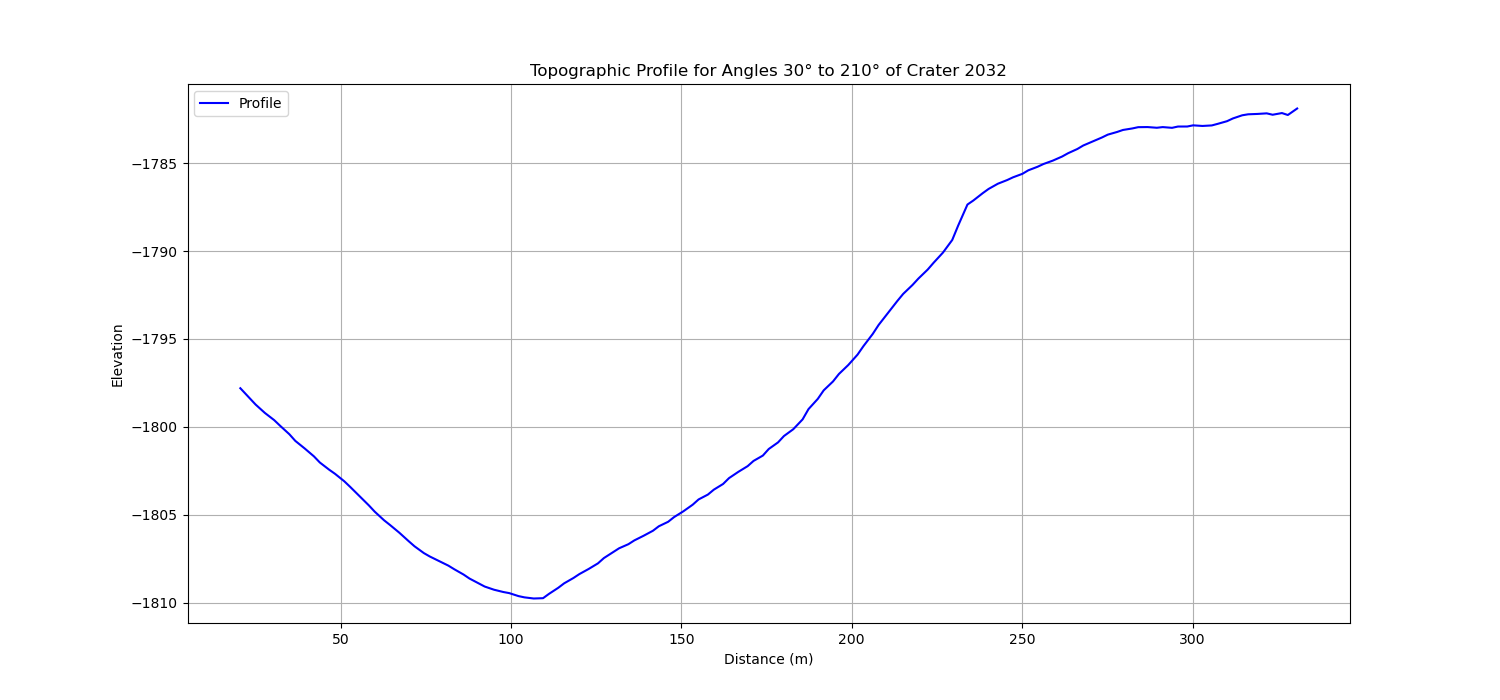 Topographic Profile for Angles 30° to 210° of Crater 2032
Profile
−1785
−1790
−1795
−1800
−1805
−1810
Elevation
50 100 150 200 250 300
Distance (m)